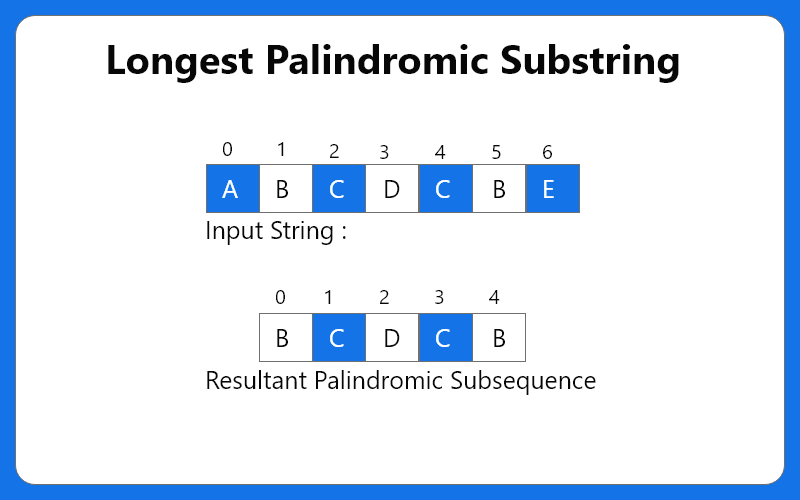 Longest Palindromic Substring
0 1 2 3 4 5 6
A B C D C B E
Input String :
0 1 2 3 4
B C D C B
Resultant Palindromic Subsequence